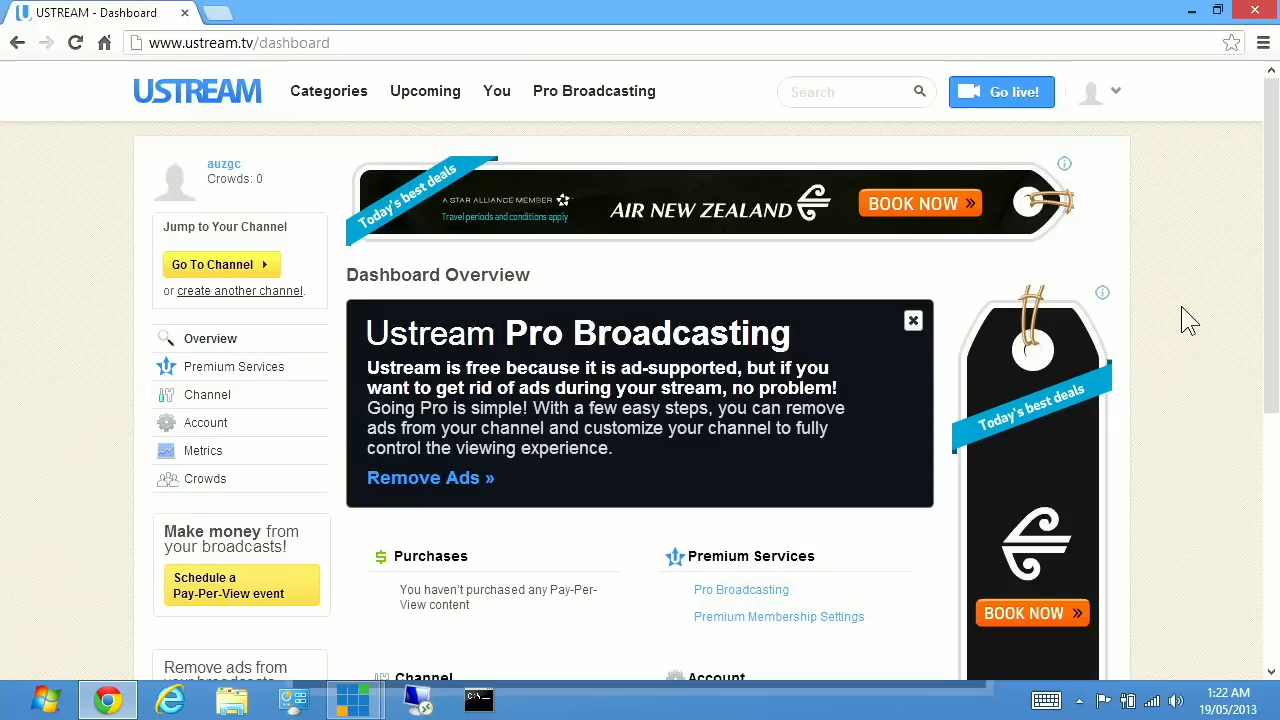 USTREAM - Dashboard
www.ustream.tv/dashboard
USTREAM
Categories
Upcoming
You
Pro Broadcasting
Search
Go live!
auzgc
Crowds: 0
Today's best deals
A STAR ALLIANCE MEMBER
Travel periods and conditions apply
AIR NEW ZEALAND
BOOK NOW »
Jump to Your Channel
Go To Channel
or create another channel.
Overview
Premium Services
Channel
Account
Metrics
Crowds
Make money from
your broadcasts!
Schedule a
Pay-Per-View event
Remove ads from
Dashboard Overview
Ustream Pro Broadcasting
Ustream is free because it is ad-supported, but if you
want to get rid of ads during your stream, no problem!
Going Pro is simple! With a few easy steps, you can remove
ads from your channel and customize your channel to fully
control the viewing experience.
Remove Ads »
Purchases
You haven't purchased any Pay-Per-
View content
Premium Services
Pro Broadcasting
Premium Membership Settings
Channel
Account
Today's best deals
BOOK NOW »
C:\_
1:22 AM
19/05/2013